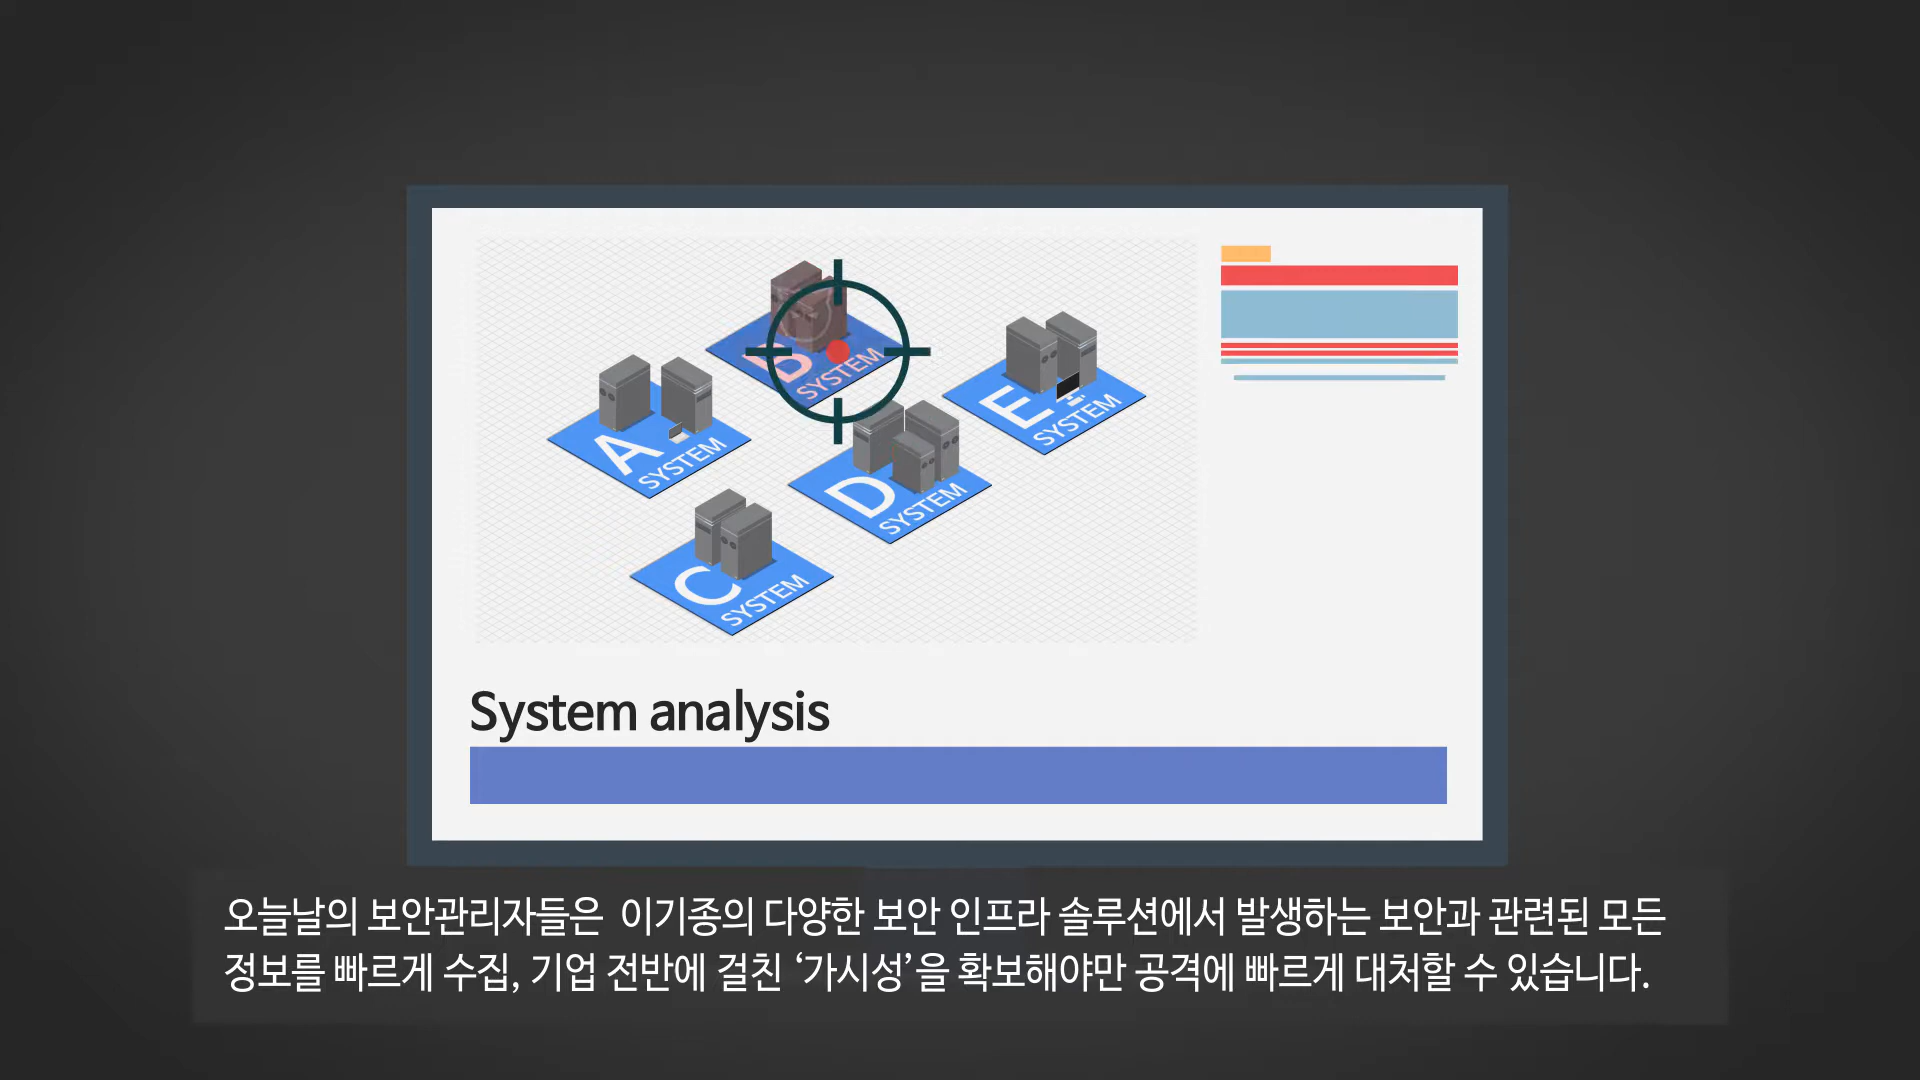 B
SYSTEM
E
SYSTEM
A
SYSTEM
D
SYSTEM
C
SYSTEM
System analysis
오늘날의 보안관리자들은 이기종의 다양한 보안 인프라 솔루션에서 발생하는 보안과 관련된 모든
정보를 빠르게 수집, 기업 전반에 걸친 ‘가시성’을 확보해야만 공격에 빠르게 대처할 수 있습니다.